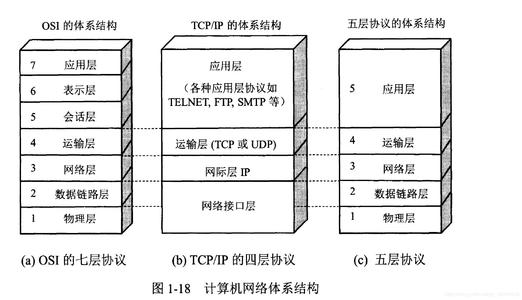 OSI 的体系结构
7 应用层
6 表示层
5 会话层
4 运输层
3 网络层
2 数据链路层
1 物理层
(a) OSI 的七层协议
TCP/IP 的体系结构
应用层
(各种应用层协议如
TELNET, FTP, SMTP 等)
运输层 (TCP 或 UDP)
网际层 IP
网络接口层
(b) TCP/IP 的四层协议
五层协议的体系结构
5 应用层
4 运输层
3 网络层
2 数据链路层
1 物理层
(c) 五层协议
图 1-18 计算机网络体系结构